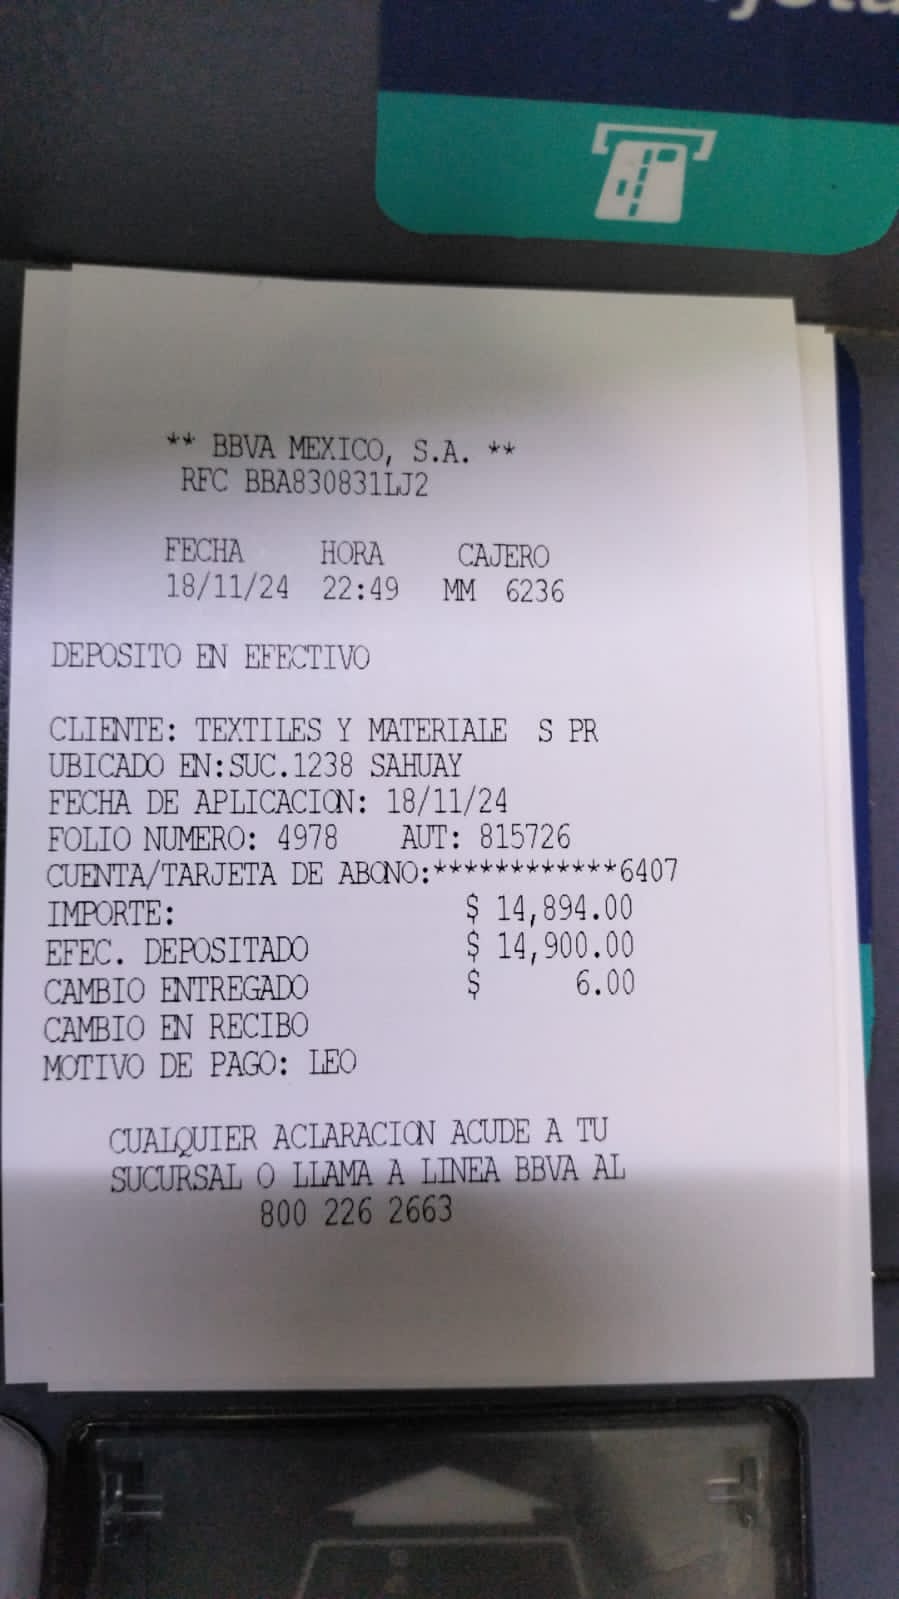 ** BBVA MEXICO, S.A. **
RFC BBA830831LJ2
FECHA HORA CAJERO
18/11/24 22:49 MM 6236
DEPOSITO EN EFECTIVO
CLIENTE: TEXTILES Y MATERIALE S PR
UBICADO EN:SUC.1238 SAHUAY
FECHA DE APLICACION: 18/11/24
FOLIO NUMERO: 4978 AUT: 815726
CUENTA/TARJETA DE ABONO:************6407
IMPORTE: $ 14,894.00
EFEC. DEPOSITADO $ 14,900.00
CAMBIO ENTREGADO $ 6.00
CAMBIO EN RECIBO
MOTIVO DE PAGO: LEO
CUALQUIER ACLARACION ACUDE A TU
SUCURSAL O LLAMA A LINEA BBVA AL
800 226 2663